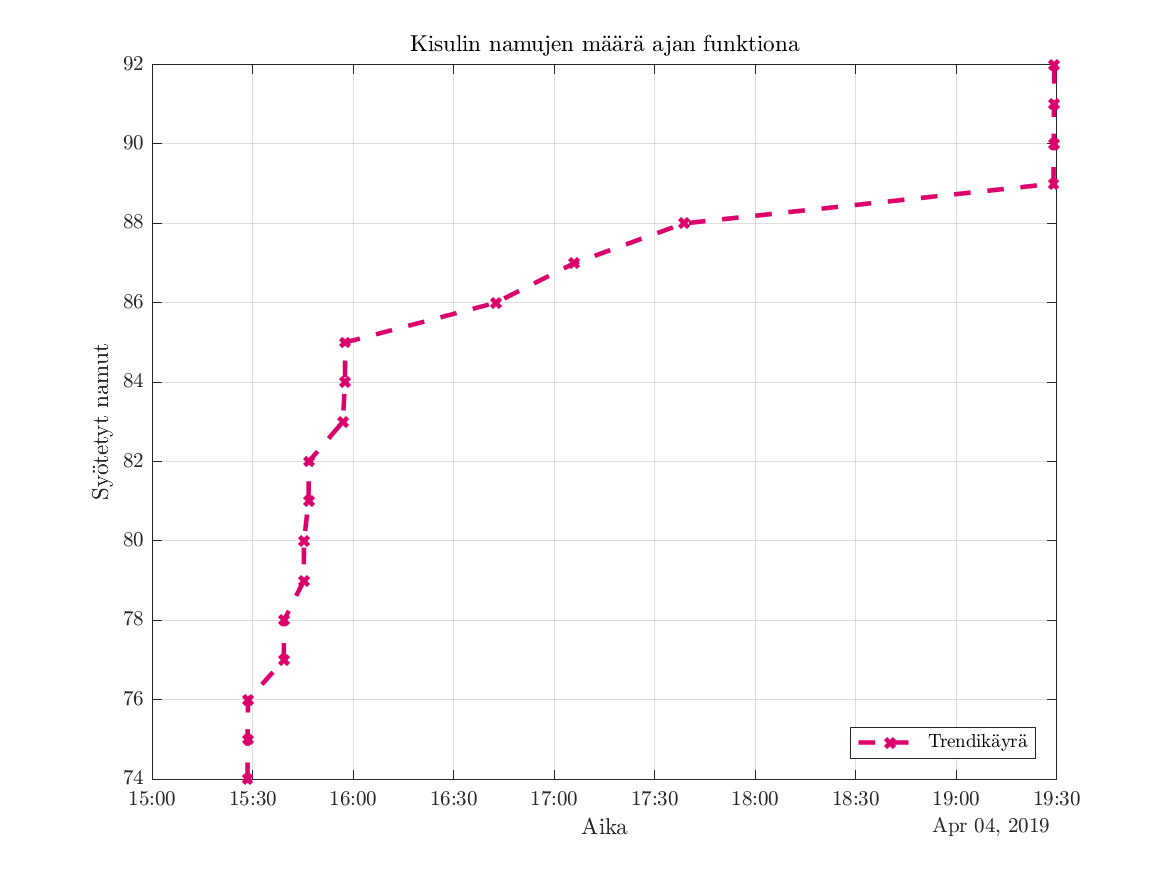 Kisulin namujen määrä ajan funktiona
92
90
88
86
84
82
80
78
76
74
Syötetyt namut
Trendikäyrä
15:00 15:30 16:00 16:30 17:00 17:30 18:00 18:30 19:00 19:30
Aika
Apr 04, 2019